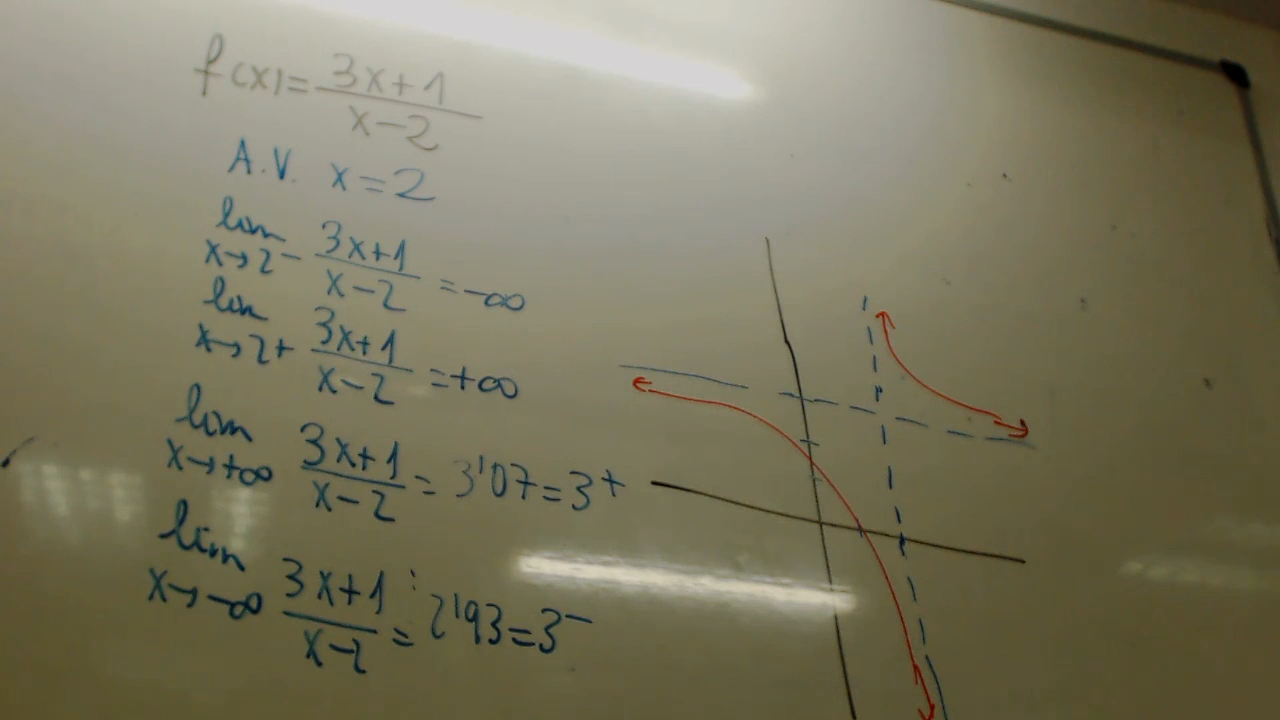 f(x) = 3x+1 / x-2
A.V. x = 2
lim x→2- 3x+1 / x-2 = -∞
lim x→2+ 3x+1 / x-2 = +∞
lim x→+∞ 3x+1 / x-2 = 3'07 = 3+
lim x→-∞ 3x+1 / x-2 = 2'93 = 3-